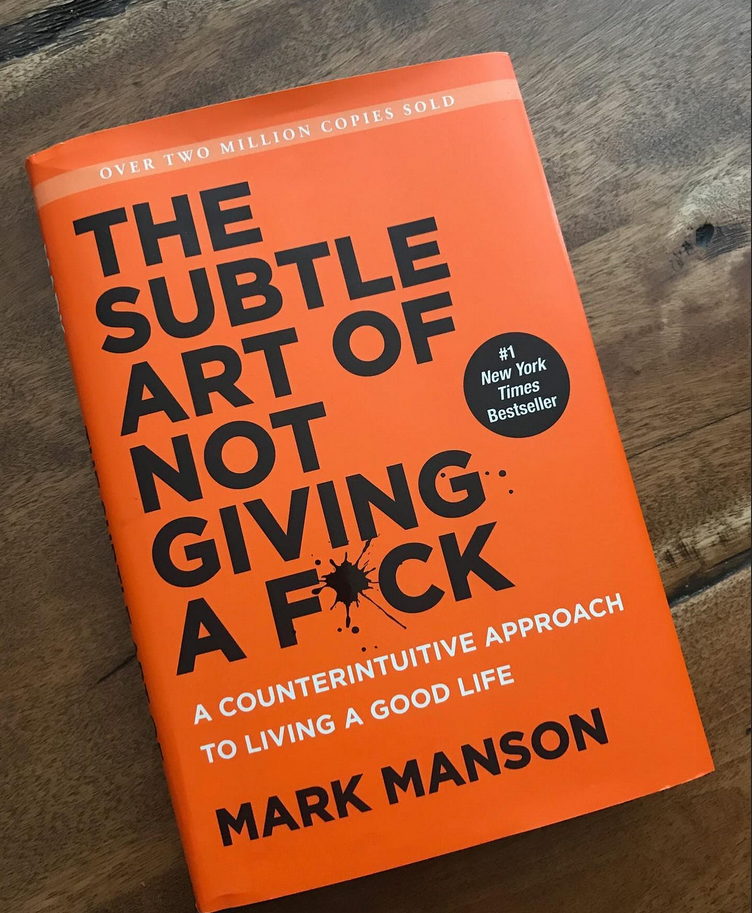 OVER TWO MILLION COPIES SOLD
THE
SUBTLE
ART OF
NOT
GIVING
A F*CK
#1
New York
Times
Bestseller
A COUNTERINTUITIVE APPROACH
TO LIVING A GOOD LIFE
MARK MANSON